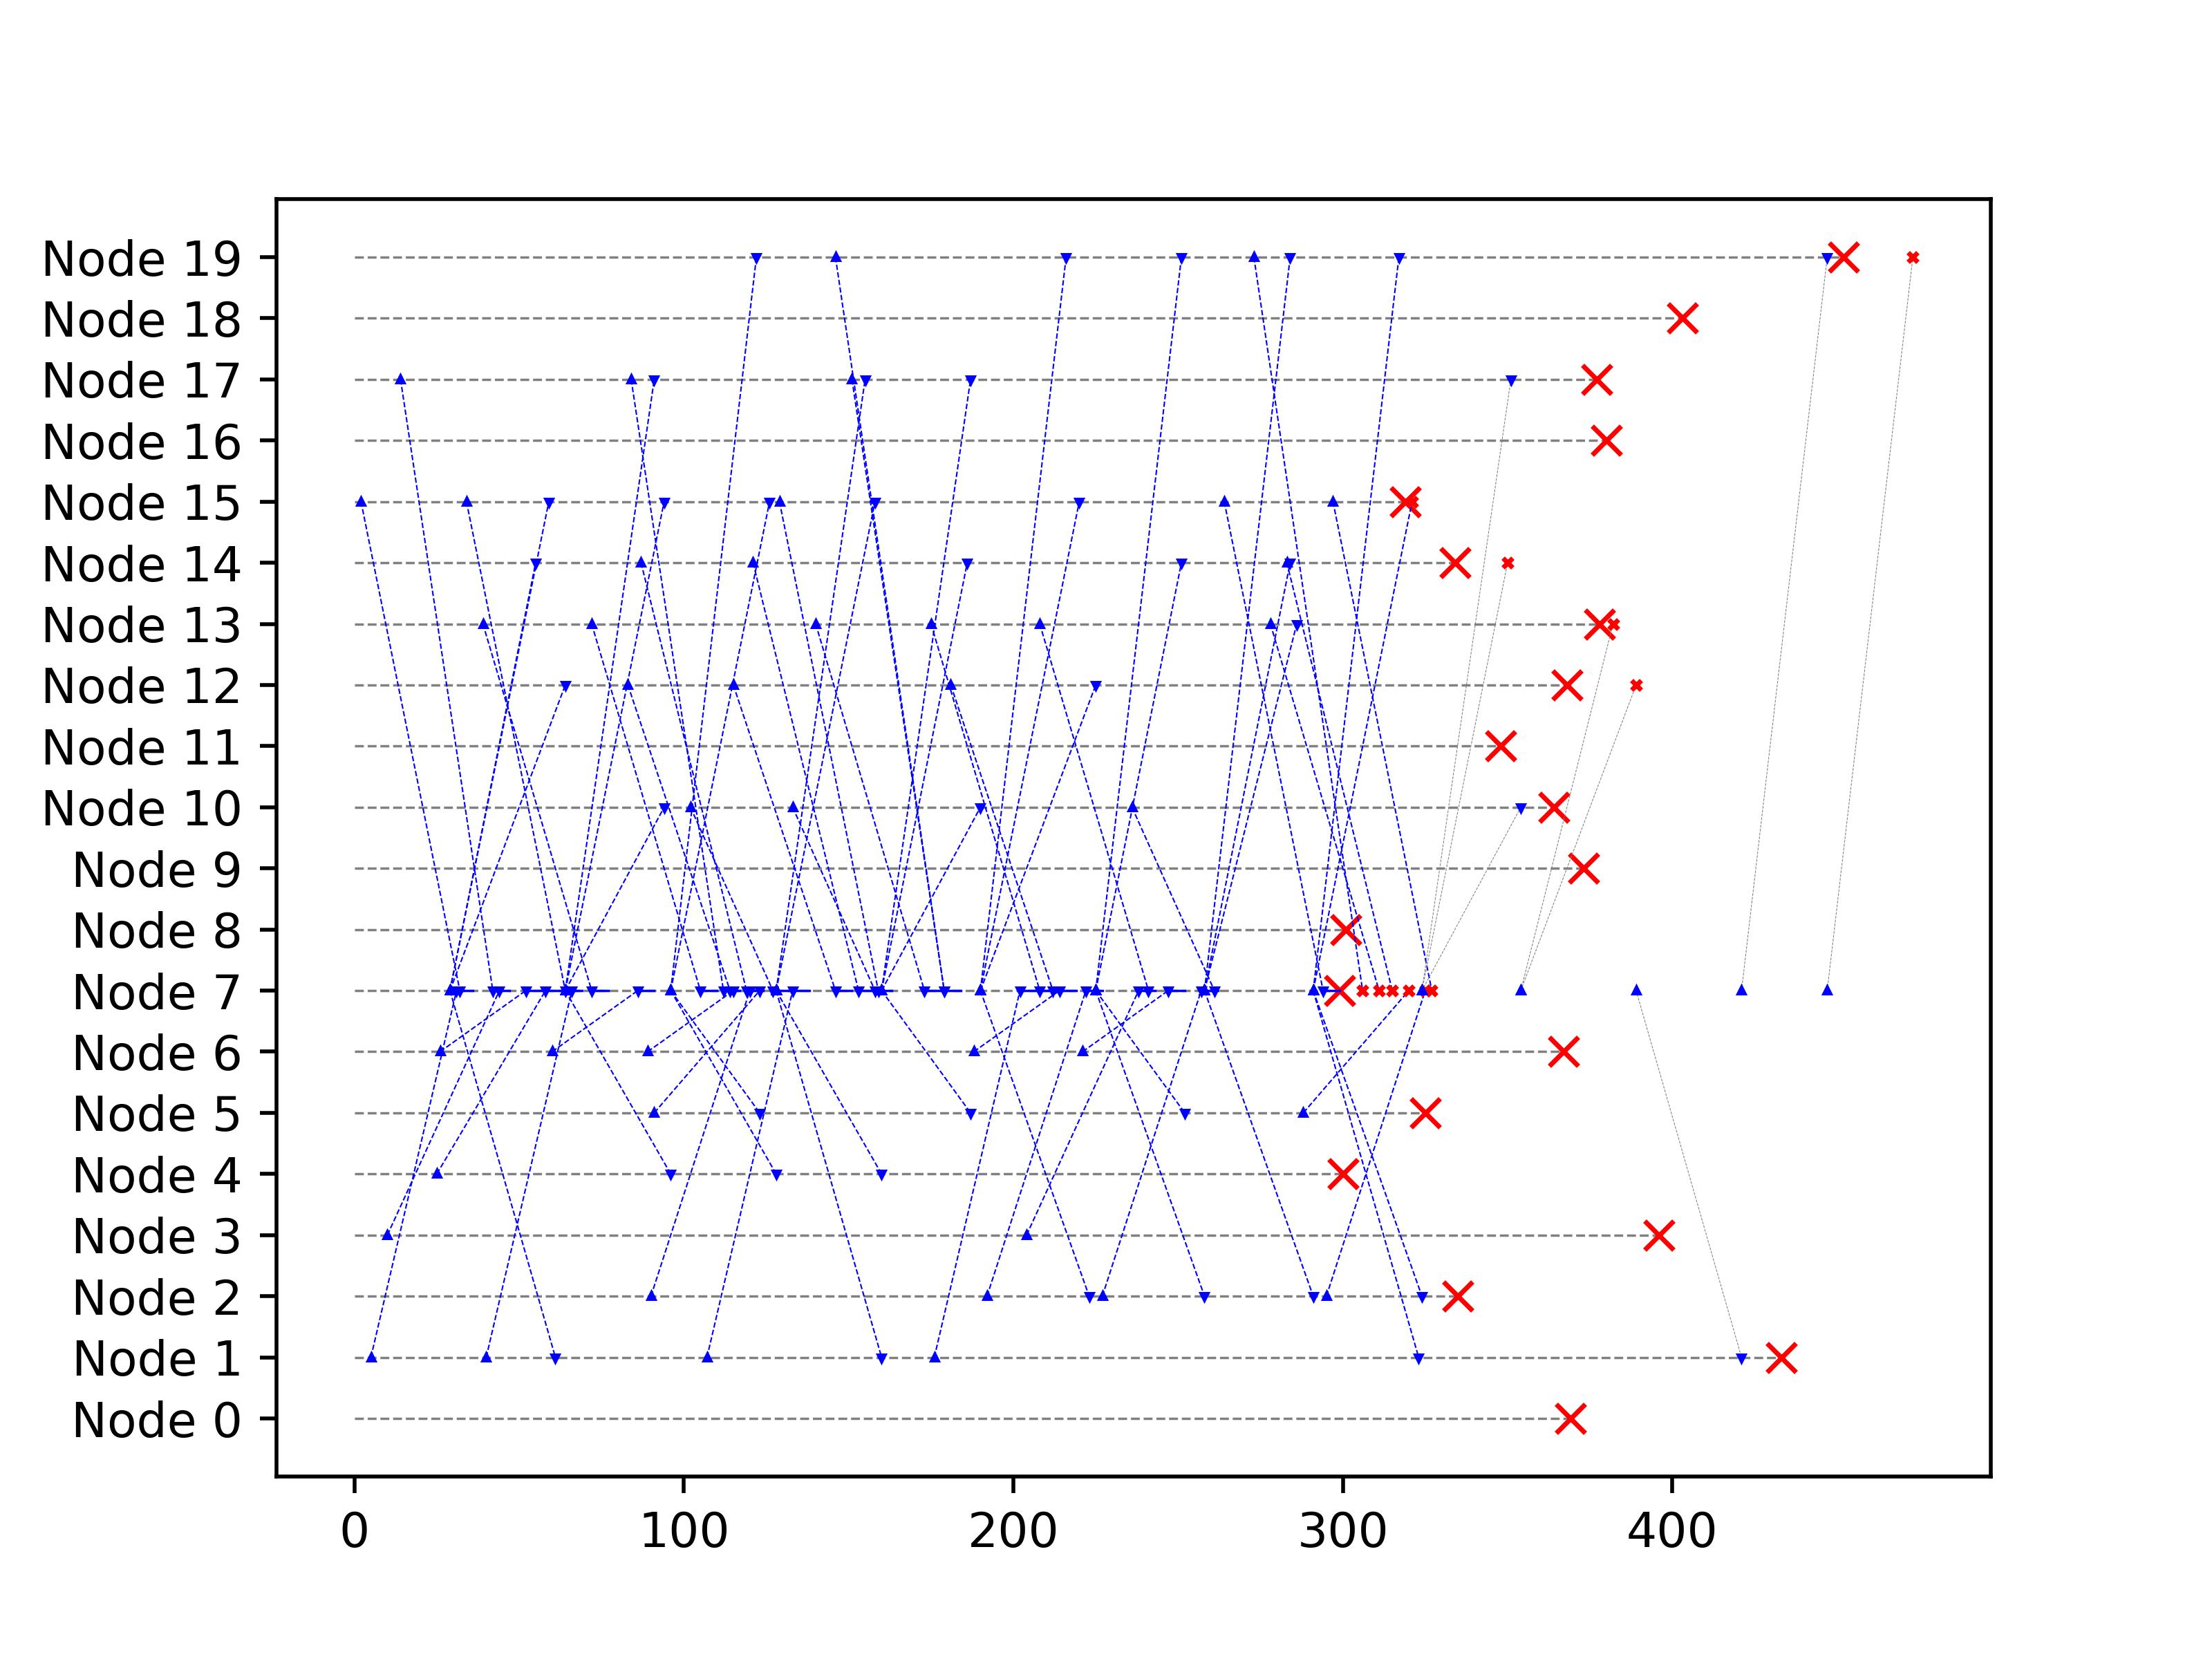 Node 19
Node 18
Node 17
Node 16
Node 15
Node 14
Node 13
Node 12
Node 11
Node 10
Node 9
Node 8
Node 7
Node 6
Node 5
Node 4
Node 3
Node 2
Node 1
Node 0
0 100 200 300 400